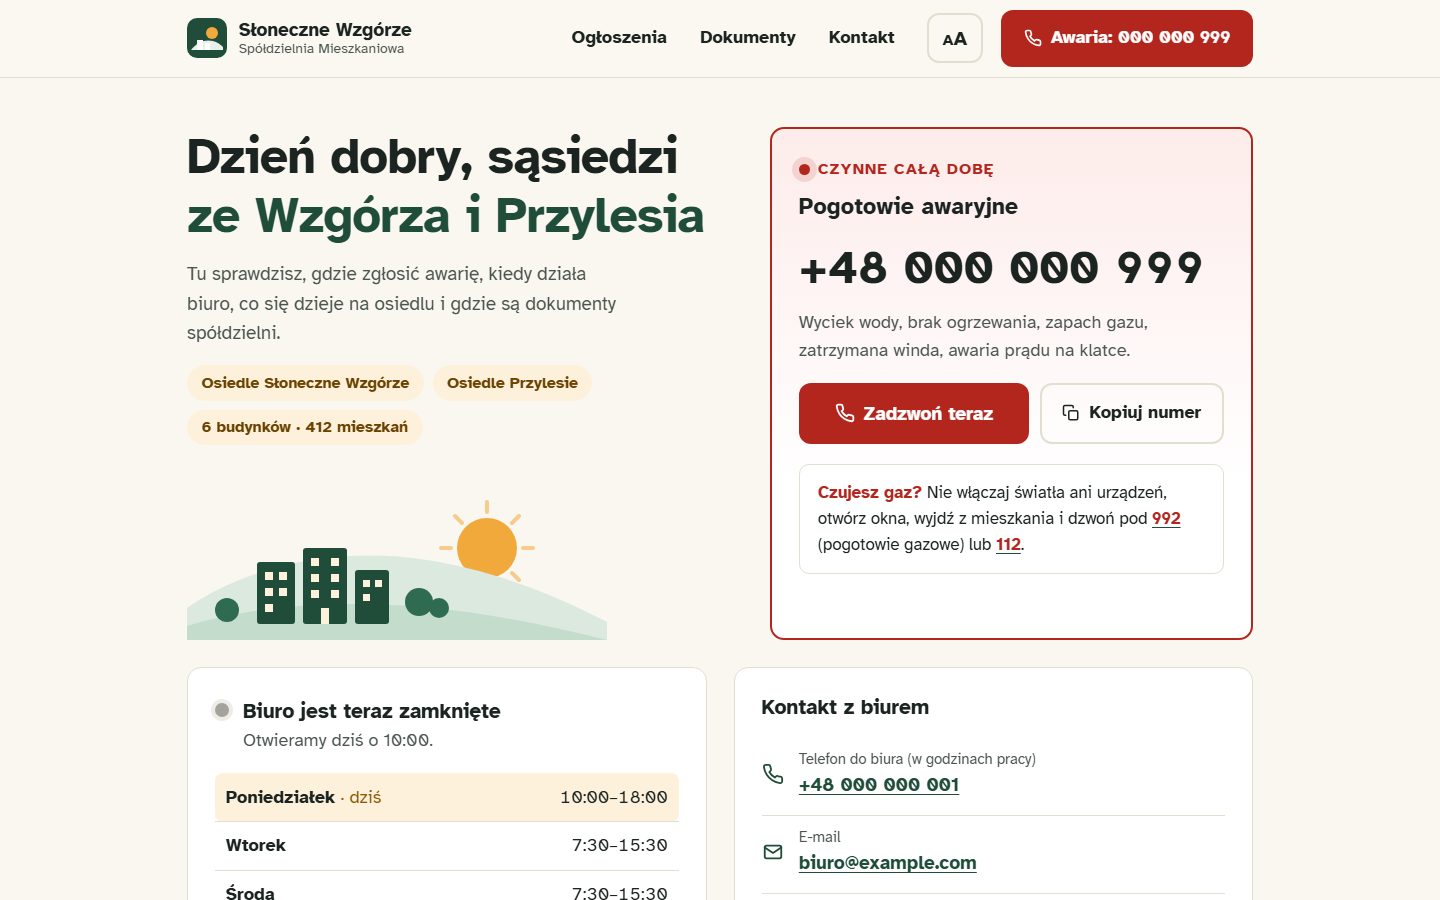 Słoneczne Wzgórze
Spółdzielnia Mieszkaniowa
Ogłoszenia
Dokumenty
Kontakt
AA
Awaria: 000 000 999
Dzień dobry, sąsiedzi
ze Wzgórza i Przylesia
Tu sprawdzisz, gdzie zgłosić awarię, kiedy działa
biuro, co się dzieje na osiedlu i gdzie są dokumenty
spółdzielni.
Osiedle Słoneczne Wzgórze
Osiedle Przylesie
6 budynków · 412 mieszkań
CZYNNE CAŁĄ DOBĘ
Pogotowie awaryjne
+48 000 000 999
Wyciek wody, brak ogrzewania, zapach gazu,
zatrzymana winda, awaria prądu na klatce.
Zadzwoń teraz
Kopiuj numer
Czujesz gaz? Nie włączaj światła ani urządzeń,
otwórz okna, wyjdź z mieszkania i dzwoń pod 992
(pogotowie gazowe) lub 112.
Biuro jest teraz zamknięte
Otwieramy dziś o 10:00.
Poniedziałek · dziś 10:00–18:00
Wtorek 7:30–15:30
Środa 7:30–15:30
Kontakt z biurem
Telefon do biura (w godzinach pracy)
+48 000 000 001
E-mail
biuro@example.com